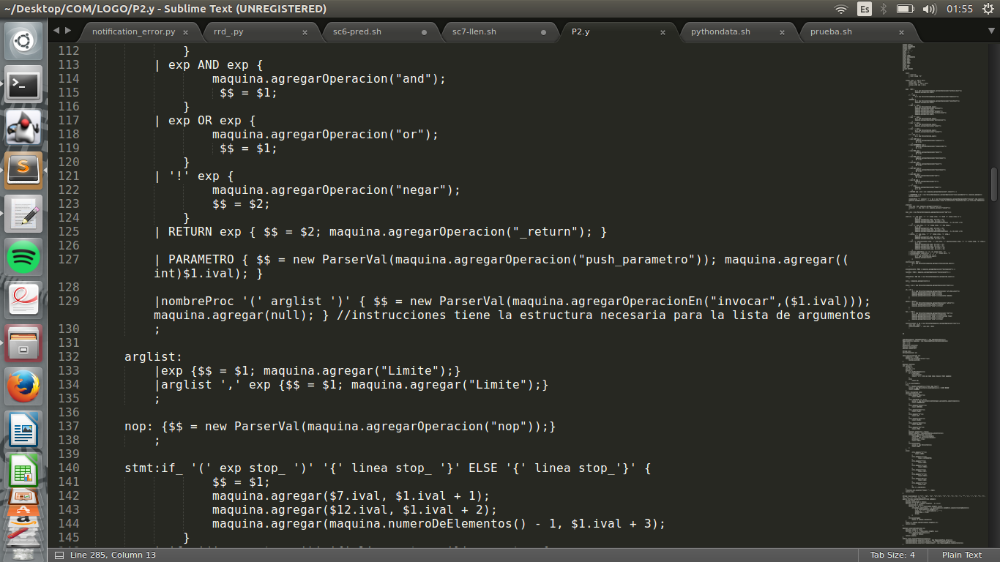 ~/Desktop/COM/LOGO/P2.y - Sublime Text (UNREGISTERED)
Es
01:55
notification_error.py ×
rrd_.py ×
sc6-pred.sh
sc7-llen.sh
P2.y ×
pythondata.sh ×
prueba.sh ×
112 }
113 | exp AND exp {
114 maquina.agregarOperacion("and");
115 $$ = $1;
116 }
117 | exp OR exp {
118 maquina.agregarOperacion("or");
119 $$ = $1;
120 }
121 | '!' exp {
122 maquina.agregarOperacion("negar");
123 $$ = $2;
124 }
125 | RETURN exp { $$ = $2; maquina.agregarOperacion("_return"); }
126
127 | PARAMETRO { $$ = new ParserVal(maquina.agregarOperacion("push_parametro")); maquina.agregar((
int)$1.ival); }
128
129 |nombreProc '(' arglist ')' { $$ = new ParserVal(maquina.agregarOperacionEn("invocar",($1.ival)));
maquina.agregar(null); } //instrucciones tiene la estructura necesaria para la lista de argumentos
130 ;
131
132 arglist:
133 |exp {$$ = $1; maquina.agregar("Limite");}
134 |arglist ',' exp {$$ = $1; maquina.agregar("Limite");}
135 ;
136
137 nop: {$$ = new ParserVal(maquina.agregarOperacion("nop"));}
138 ;
139
140 stmt:if_ '(' exp stop_ ')' '{' linea stop_ '}' ELSE '{' linea stop_'}' {
141 $$ = $1;
142 maquina.agregar($7.ival, $1.ival + 1);
143 maquina.agregar($12.ival, $1.ival + 2);
144 maquina.agregar(maquina.numeroDeElementos() - 1, $1.ival + 3);
145 }
Line 285, Column 13
Tab Size: 4
Plain Text